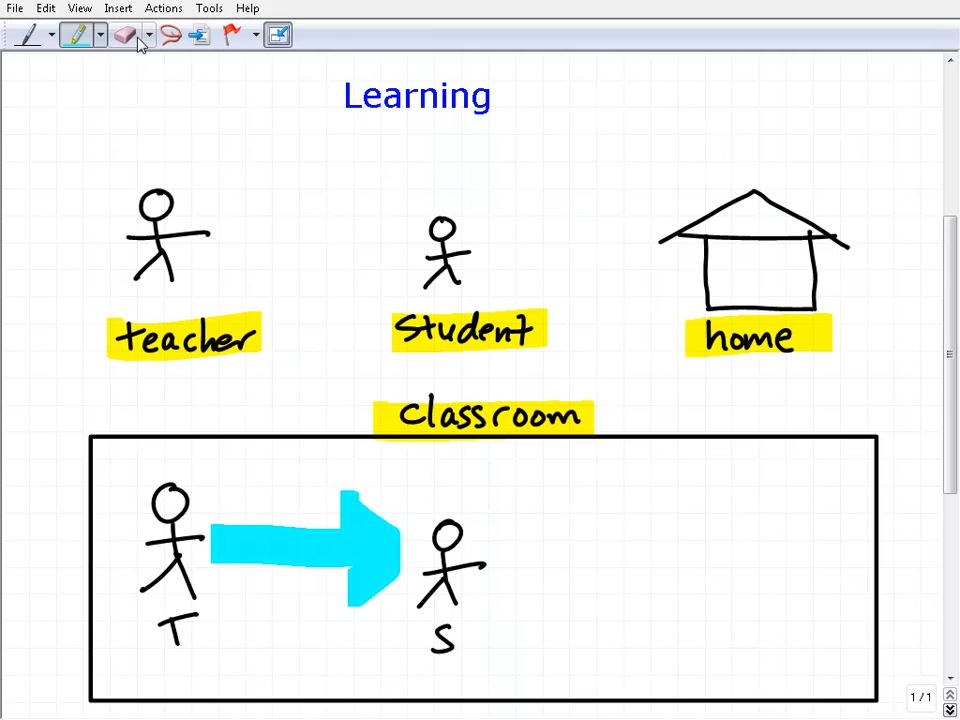 File Edit View Insert Actions Tools Help
Learning
teacher Student home
classroom
T S
1 / 1